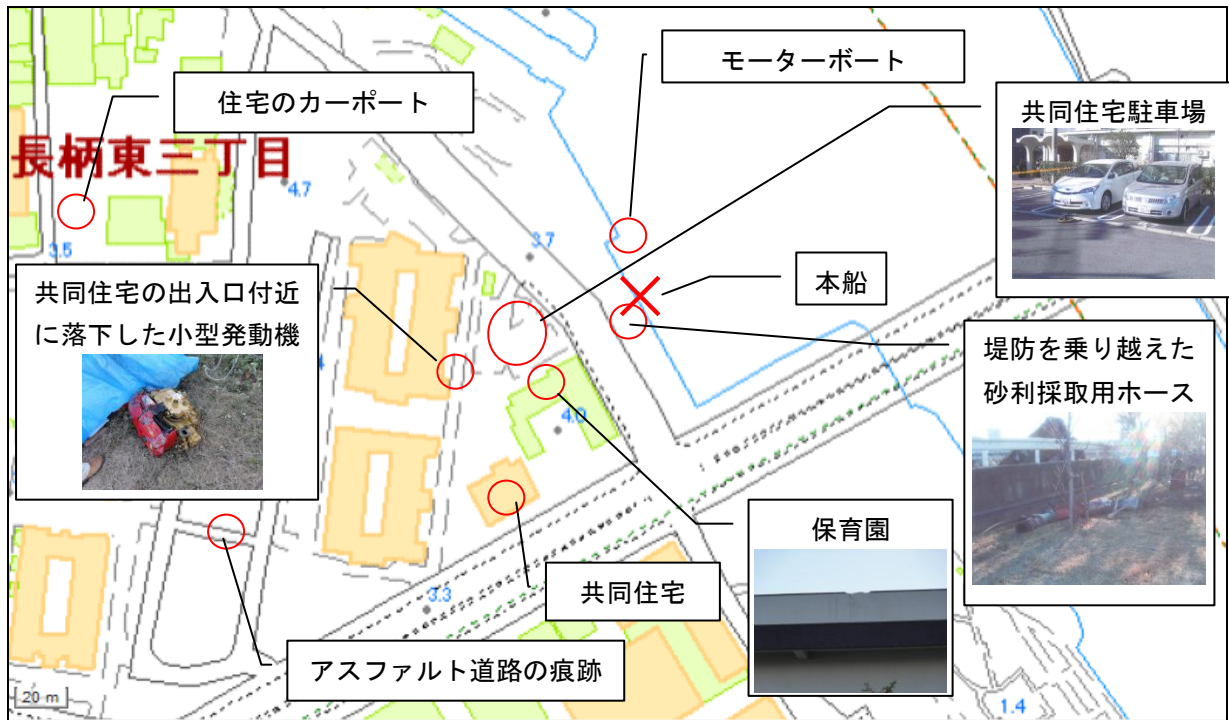 モーターボート
住宅のカーポート
共同住宅駐車場
長柄東三丁目
4.7
3.5
3.7
本船
共同住宅の出入口付近
に落下した小型発動機
堤防を乗り越えた
砂利採取用ホース
4.0
保育園
共同住宅
3.3
アスファルト道路の痕跡
20 m
1.4